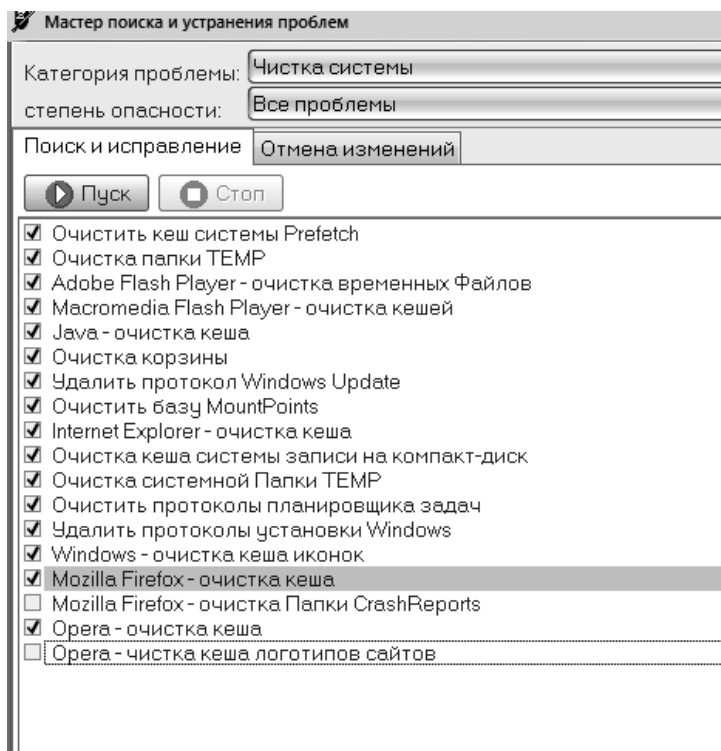 Мастер поиска и устранения проблем
Категория проблемы: Чистка системы
степень опасности: Все проблемы
Поиск и исправление Отмена изменений
Пуск Стоп
Очистить кеш системы Prefetch
Очистка папки TEMP
Adobe Flash Player - очистка временных Файлов
Macromedia Flash Player - очистка кешей
Java - очистка кеша
Очистка корзины
Удалить протокол Windows Update
Очистить базу MountPoints
Internet Explorer - очистка кеша
Очистка кеша системы записи на компакт-диск
Очистка системной Папки TEMP
Очистить протоколы планировщика задач
Удалить протоколы установки Windows
Windows - очистка кеша иконок
Mozilla Firefox - очистка кеша
Mozilla Firefox - очистка Папки CrashReports
Opera - очистка кеша
Opera - чистка кеша логотипов сайтов